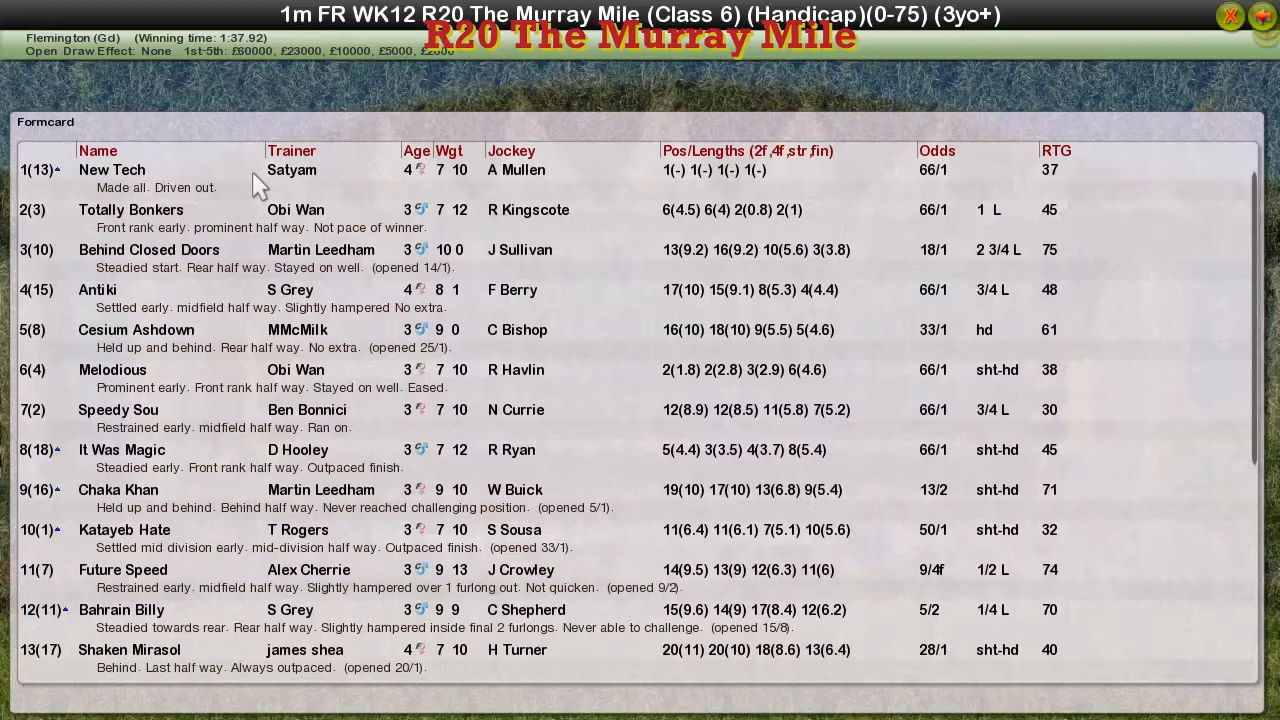 1m FR WK12 R20 The Murray Mile (Class 6) (Handicap)(0-75) (3yo+)
R20 The Murray Mile
Flemington (Gd) (Winning time: 1:37.92)
Open Draw Effect: None 1st-5th: £60000, £23000, £10000, £5000, £2000
Formcard
Name Trainer Age Wgt Jockey Pos/Lengths (2f,4f,str,fin) Odds RTG
1(13) New Tech Satyam 4 7 10 A Mullen 1(-) 1(-) 1(-) 1(-) 66/1 37
Made all. Driven out.
2(3) Totally Bonkers Obi Wan 3 7 12 R Kingscote 6(4.5) 6(4) 2(0.8) 2(1) 66/1 1 L 45
Front rank early. prominent half way. Not pace of winner.
3(10) Behind Closed Doors Martin Leedham 3 10 0 J Sullivan 13(9.2) 16(9.2) 10(5.6) 3(3.8) 18/1 2 3/4 L 75
Steadied start. Rear half way. Stayed on well. (opened 14/1).
4(15) Antiki S Grey 4 8 1 F Berry 17(10) 15(9.1) 8(5.3) 4(4.4) 66/1 3/4 L 48
Settled early. midfield half way. Slightly hampered No extra.
5(8) Cesium Ashdown MMcMilk 3 9 0 C Bishop 16(10) 18(10) 9(5.5) 5(4.6) 33/1 hd 61
Held up and behind. Rear half way. No extra. (opened 25/1).
6(4) Melodious Obi Wan 3 7 10 R Havlin 2(1.8) 2(2.8) 3(2.9) 6(4.6) 66/1 sht-hd 38
Prominent early. Front rank half way. Stayed on well. Eased.
7(2) Speedy Sou Ben Bonnici 3 7 10 N Currie 12(8.9) 12(8.5) 11(5.8) 7(5.2) 66/1 3/4 L 30
Restrained early. midfield half way. Ran on.
8(18) It Was Magic D Hooley 3 7 12 R Ryan 5(4.4) 3(3.5) 4(3.7) 8(5.4) 66/1 sht-hd 45
Steadied early. Front rank half way. Outpaced finish.
9(16) Chaka Khan Martin Leedham 3 9 10 W Buick 19(10) 17(10) 13(6.8) 9(5.4) 13/2 sht-hd 71
Held up and behind. Behind half way. Never reached challenging position. (opened 5/1).
10(1) Katayeb Hate T Rogers 3 7 10 S Sousa 11(6.4) 11(6.1) 7(5.1) 10(5.6) 50/1 sht-hd 32
Settled mid division early. mid-division half way. Outpaced finish. (opened 33/1).
11(7) Future Speed Alex Cherrie 3 9 13 J Crowley 14(9.5) 13(9) 12(6.3) 11(6) 9/4f 1/2 L 74
Restrained early. midfield half way. Slightly hampered over 1 furlong out. Not quicken. (opened 9/2).
12(11) Bahrain Billy S Grey 3 9 9 C Shepherd 15(9.6) 14(9) 17(8.4) 12(6.2) 5/2 1/4 L 70
Steadied towards rear. Rear half way. Slightly hampered inside final 2 furlongs. Never able to challenge. (opened 15/8).
13(17) Shaken Mirasol james shea 4 7 10 H Turner 20(11) 20(10) 18(8.6) 13(6.4) 28/1 sht-hd 40
Behind. Last half way. Always outpaced. (opened 20/1).